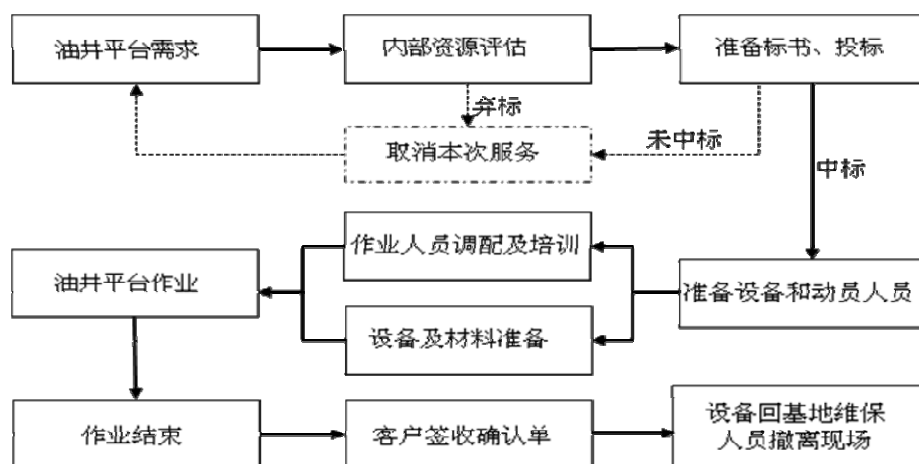 油井平台需求
内部资源评估
准备标书、投标
弃标
取消本次服务
未中标
中标
作业人员调配及培训
油井平台作业
准备设备和动员人员
设备及材料准备
作业结束
客户签收确认单
设备回基地维保
人员撤离现场